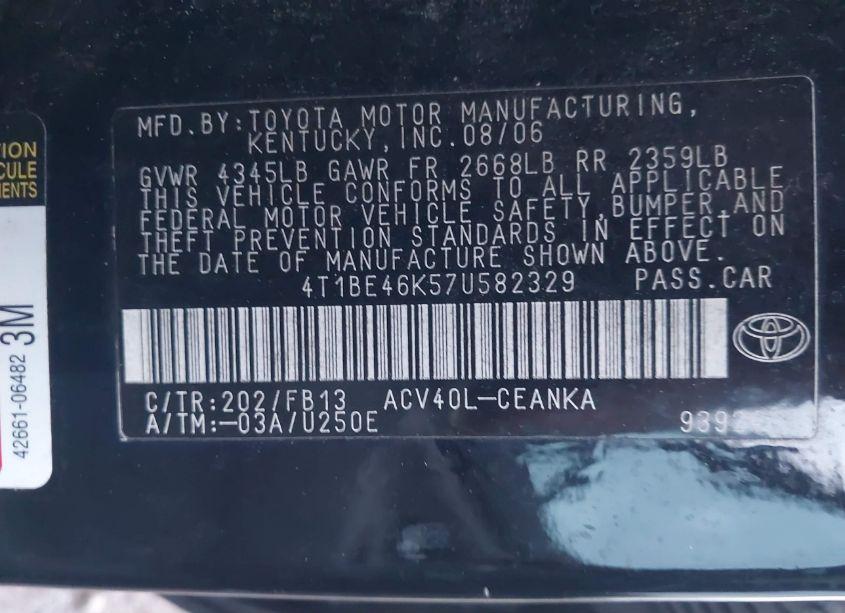 MFD.BY:TOYOTA MOTOR MANUFACTURING,
KENTUCKY,INC.08/06
GVWR 4345LB GAWR FR 2668LB RR 2359LB
THIS VEHICLE CONFORMS TO ALL APPLICABLE
FEDERAL MOTOR VEHICLE SAFETY,BUMPER,AND
THEFT PREVENTION STANDARDS IN EFFECT ON
THE DATE OF MANUFACTURE SHOWN ABOVE.
4T1BE46K57U582329 PASS.CAR
C/TR:202/FB13 ACV40L-CEANKA
A/TM:-03A/U250E
42661-06482 3M